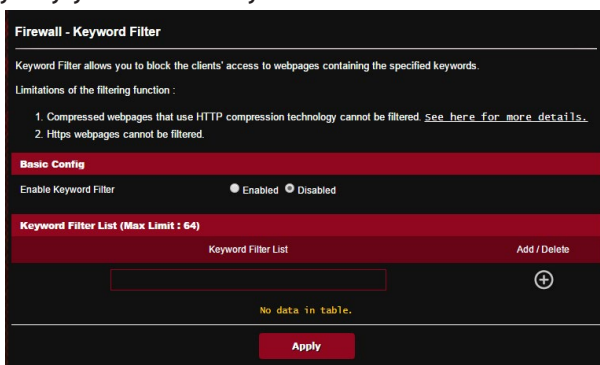 Firewall - Keyword Filter
Keyword Filter allows you to block the clients' access to webpages containing the specified keywords.
Limitations of the filtering function :
1. Compressed webpages that use HTTP compression technology cannot be filtered. See here for more details.
2. Https webpages cannot be filtered.
Basic Config
Enable Keyword Filter Enabled Disabled
Keyword Filter List (Max Limit : 64)
Keyword Filter List Add / Delete
No data in table.
Apply